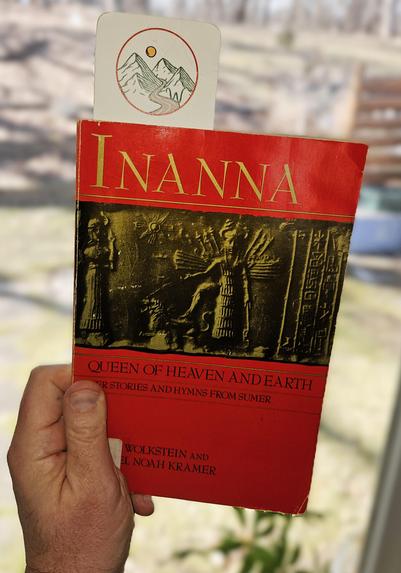 INANNA
QUEEN OF HEAVEN AND EARTH
STORIES AND HYMNS FROM SUMER
WOLKSTEIN AND
NOAH KRAMER